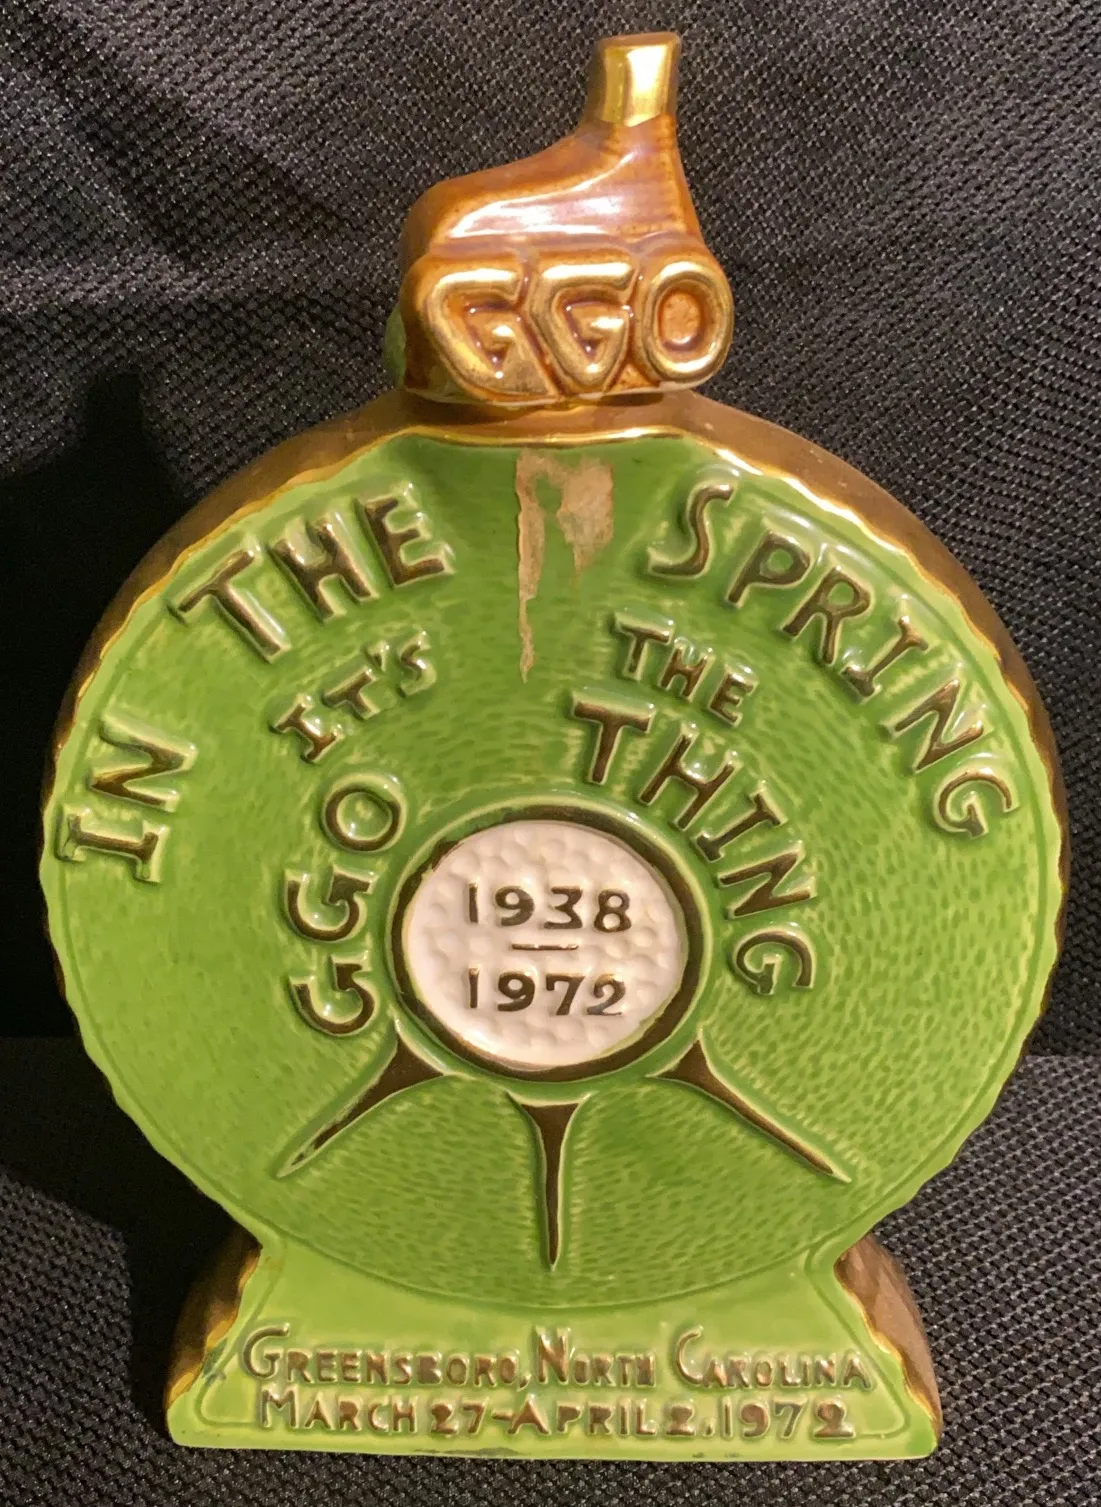 GGO
IN THE SPRING
IT'S THE
GGO THING
1938
1972
GREENSBORO, NORTH CAROLINA
MARCH 27-APRIL 2, 1972